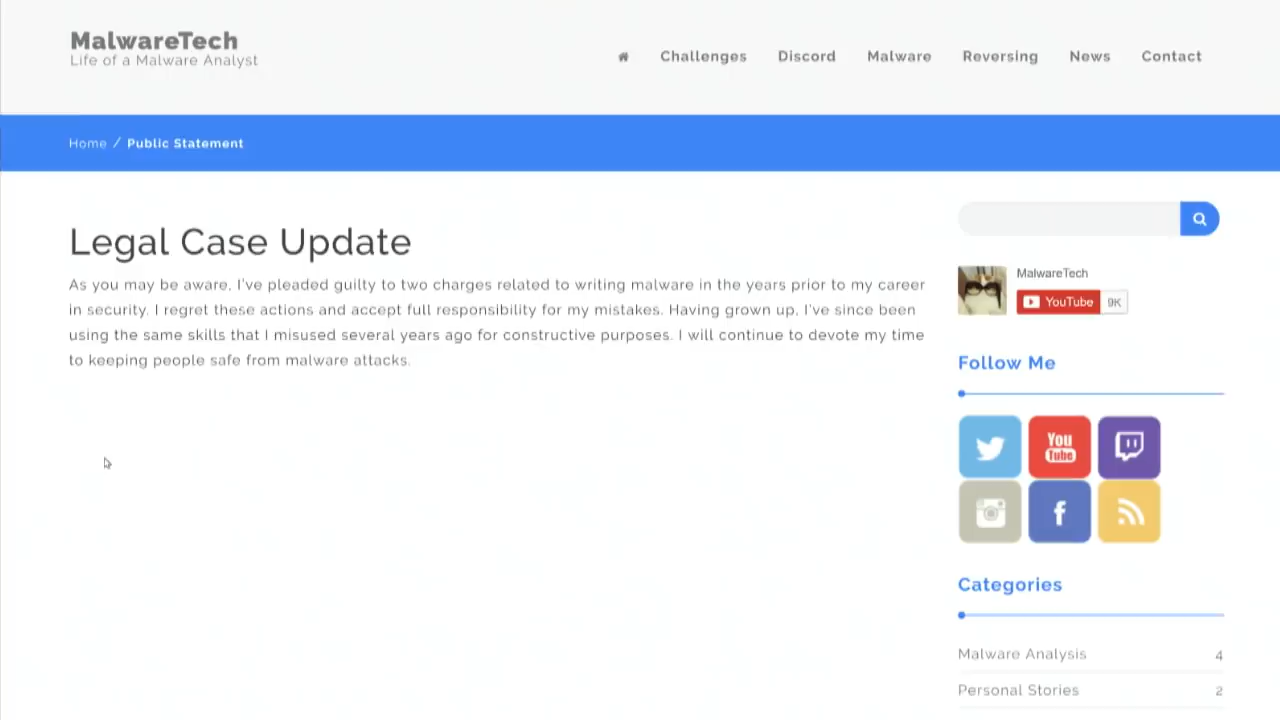 MalwareTech
Life of a Malware Analyst
Challenges Discord Malware Reversing News Contact
Home / Public Statement
Legal Case Update
As you may be aware, I've pleaded guilty to two charges related to writing malware in the years prior to my career
in security. I regret these actions and accept full responsibility for my mistakes. Having grown up, I've since been
using the same skills that I misused several years ago for constructive purposes. I will continue to devote my time
to keeping people safe from malware attacks.
MalwareTech
YouTube 9K
Follow Me
You
Tube
Categories
Malware Analysis 4
Personal Stories 2